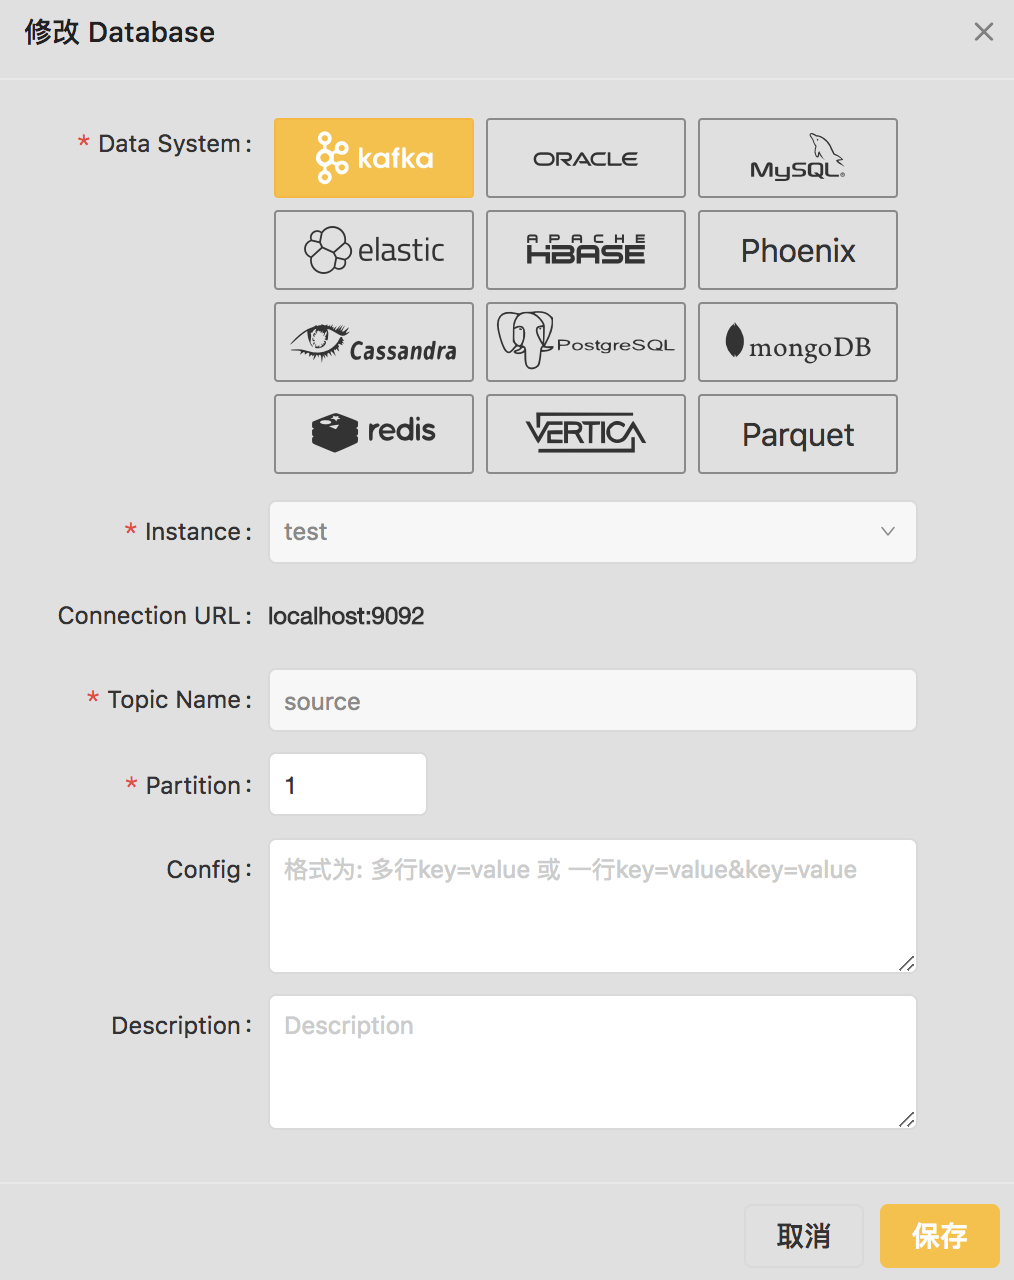 修改 Database
* Data System :
kafka
ORACLE
MySQL®
elastic
APACHE
HBASE
Phoenix
Cassandra
PostgreSQL
mongoDB
redis
VERTICA
Parquet
* Instance : test
Connection URL : localhost:9092
* Topic Name : source
* Partition : 1
Config : 格式为: 多行key=value 或 一行key=value&key=value
Description : Description
取消 保存